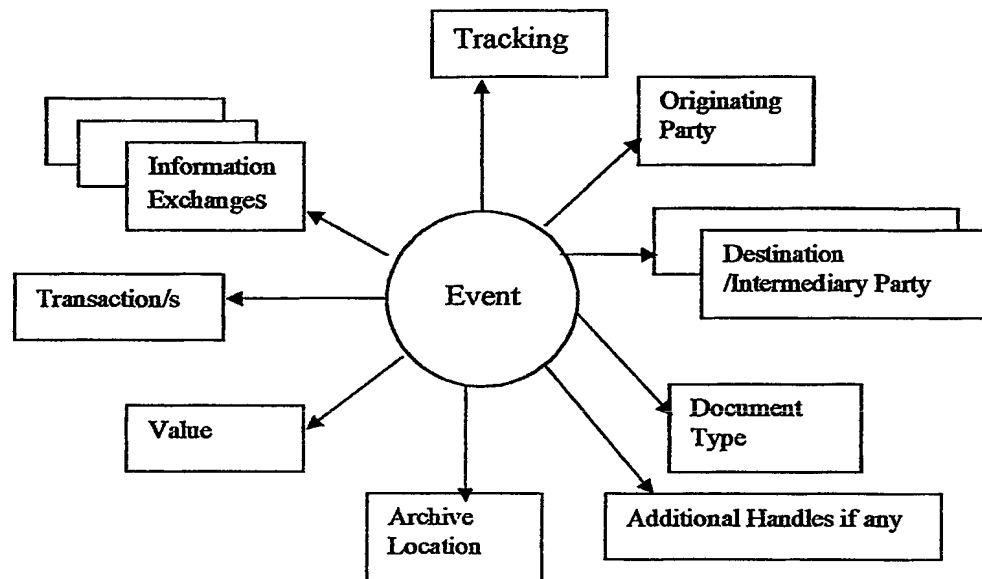 Tracking
Originating
Party
Information
Exchanges
Destination
/Intermediary Party
Transaction/s
Event
Document
Type
Value
Archive
Location
Additional Handles if any